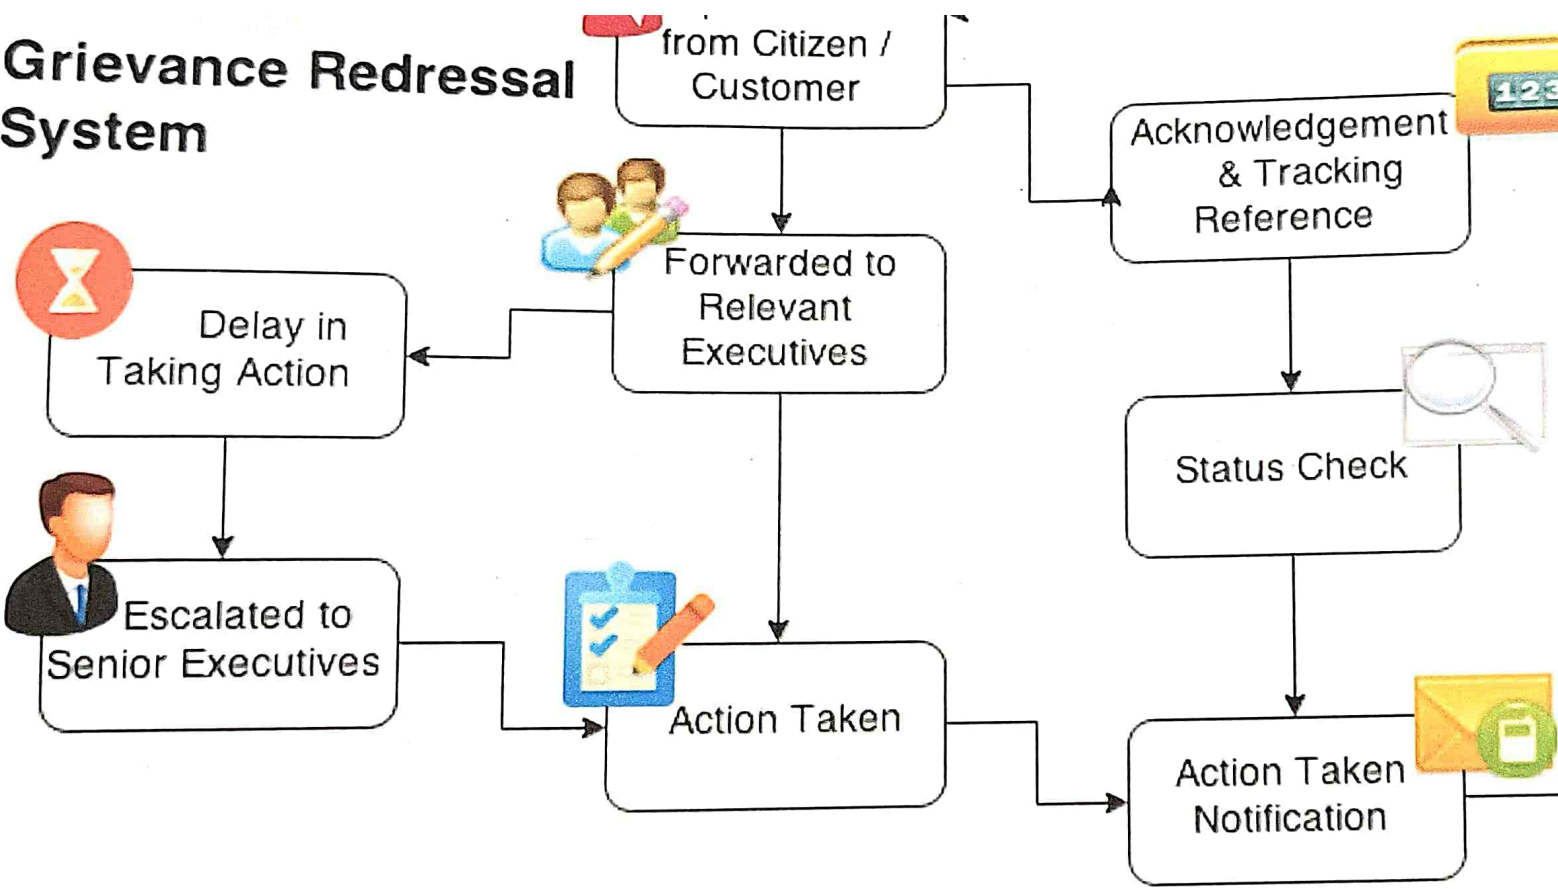 Grievance Redressal
System
from Citizen /
Customer
Acknowledgement
& Tracking
Reference
123
Forwarded to
Relevant
Executives
Delay in
Taking Action
Status Check
Escalated to
Senior Executives
Action Taken
Action Taken
Notification